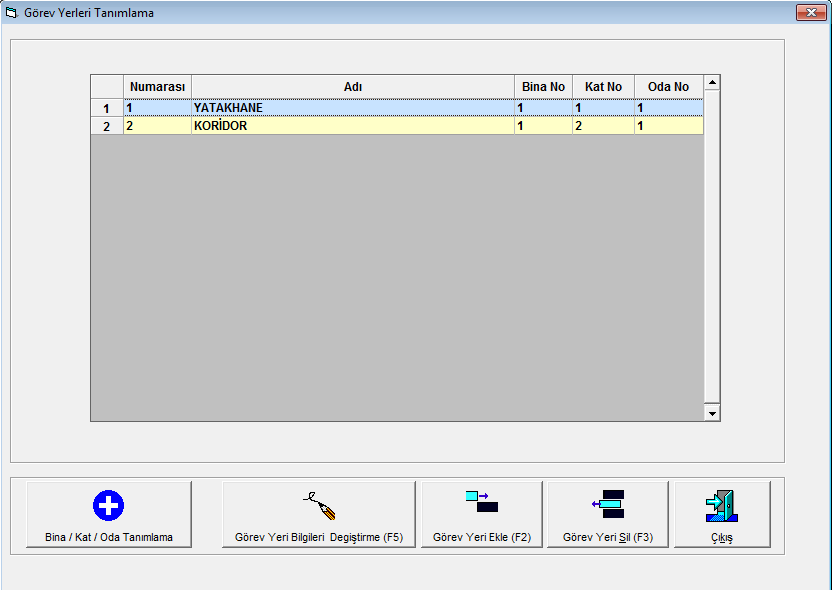 Görev Yerleri Tanımlama
Numarası Adı Bina No Kat No Oda No
1 1 YATAKHANE 1 1 1
2 2 KORİDOR 1 2 1
Bina / Kat / Oda Tanımlama Görev Yeri Bilgileri Degiştirme (F5) Görev Yeri Ekle (F2) Görev Yeri Sil (F3) Çıkış